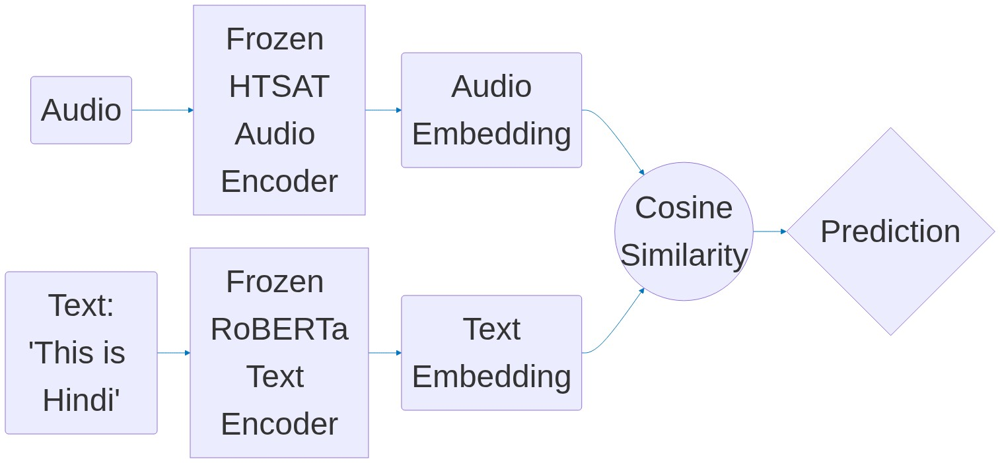 Audio
Frozen
HTSAT
Audio
Encoder
Audio
Embedding
Text:
'This is
Hindi'
Frozen
RoBERTa
Text
Encoder
Text
Embedding
Cosine
Similarity
Prediction